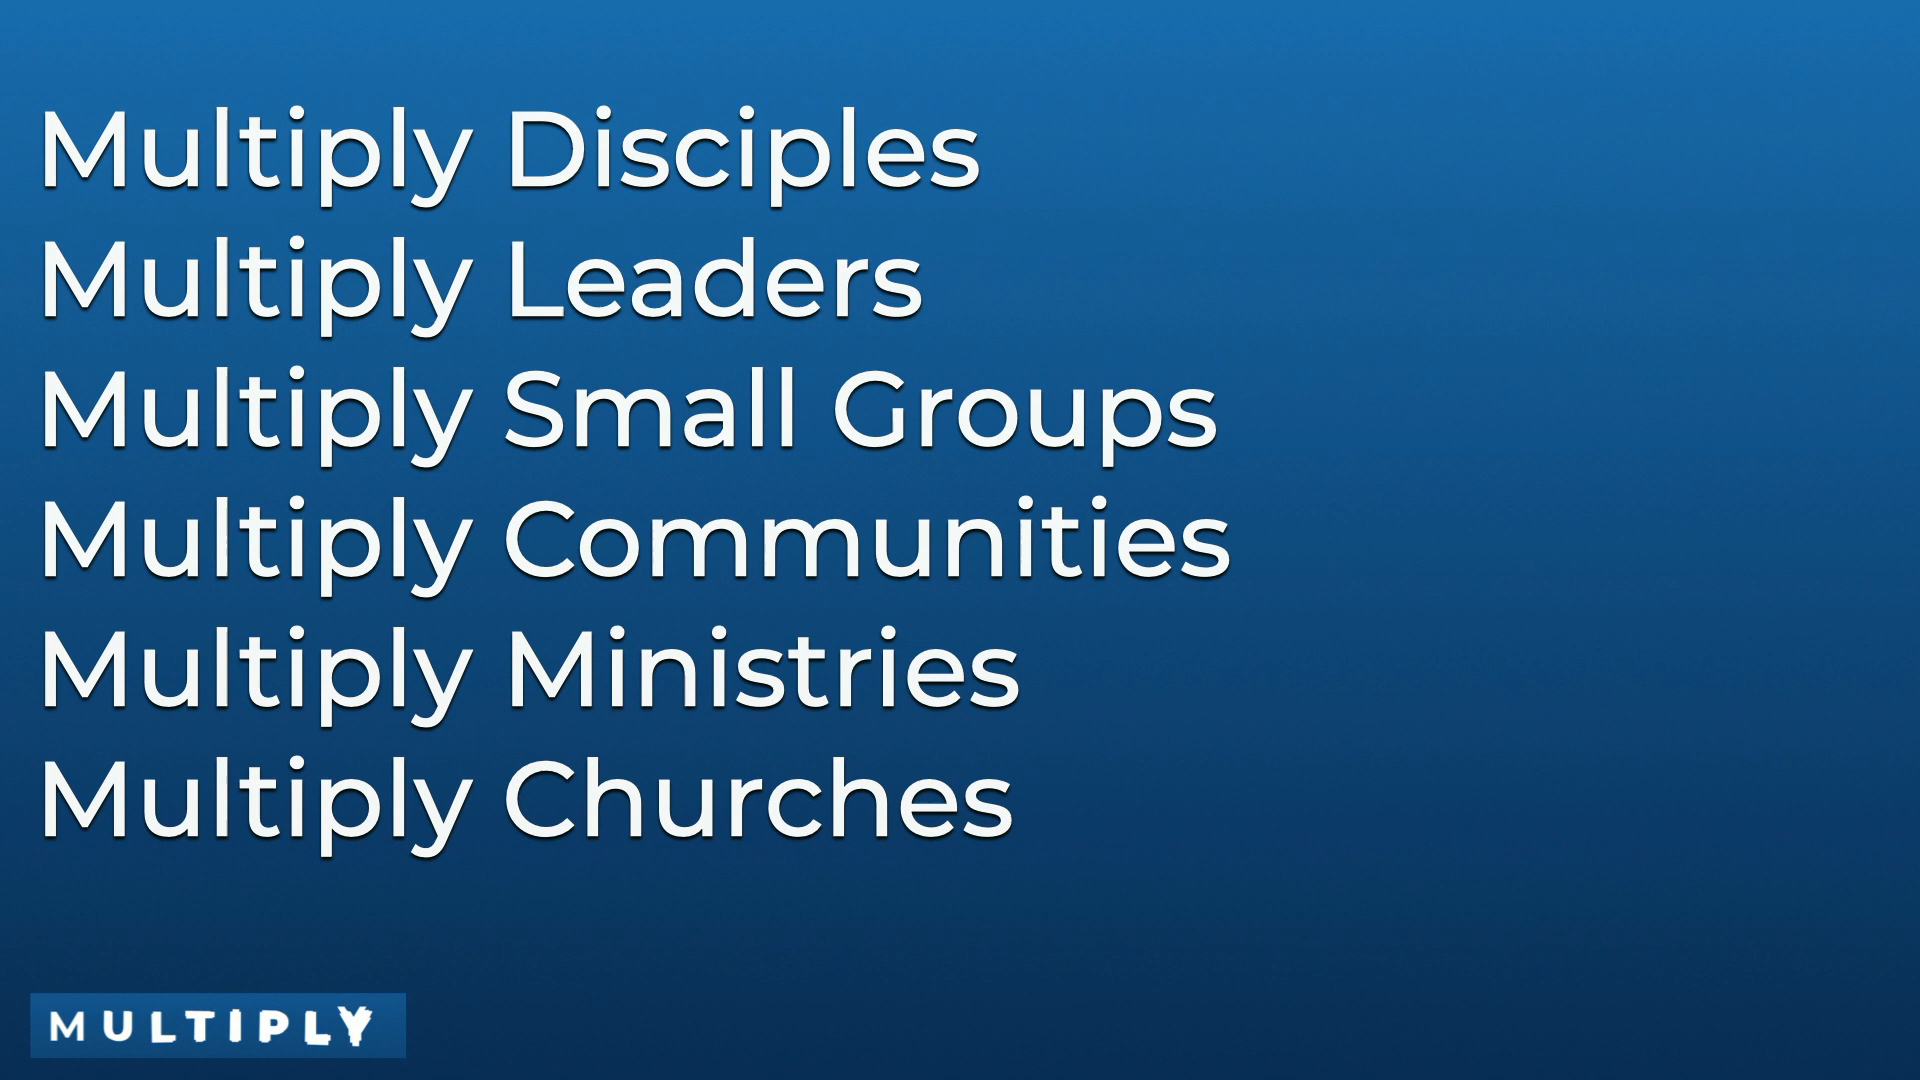 Multiply Disciples
Multiply Leaders
Multiply Small Groups
Multiply Communities
Multiply Ministries
Multiply Churches
MULTIPLY